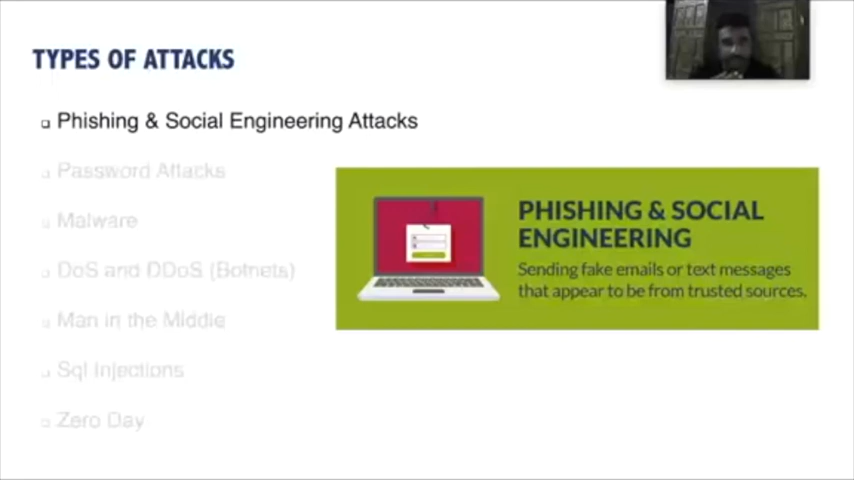 TYPES OF ATTACKS
Phishing & Social Engineering Attacks
Password Attacks
Malware
DoS and DDoS (Botnets)
Man in the Middle
Sql Injections
Zero Day
PHISHING & SOCIAL
ENGINEERING
Sending fake emails or text messages
that appear to be from trusted sources.